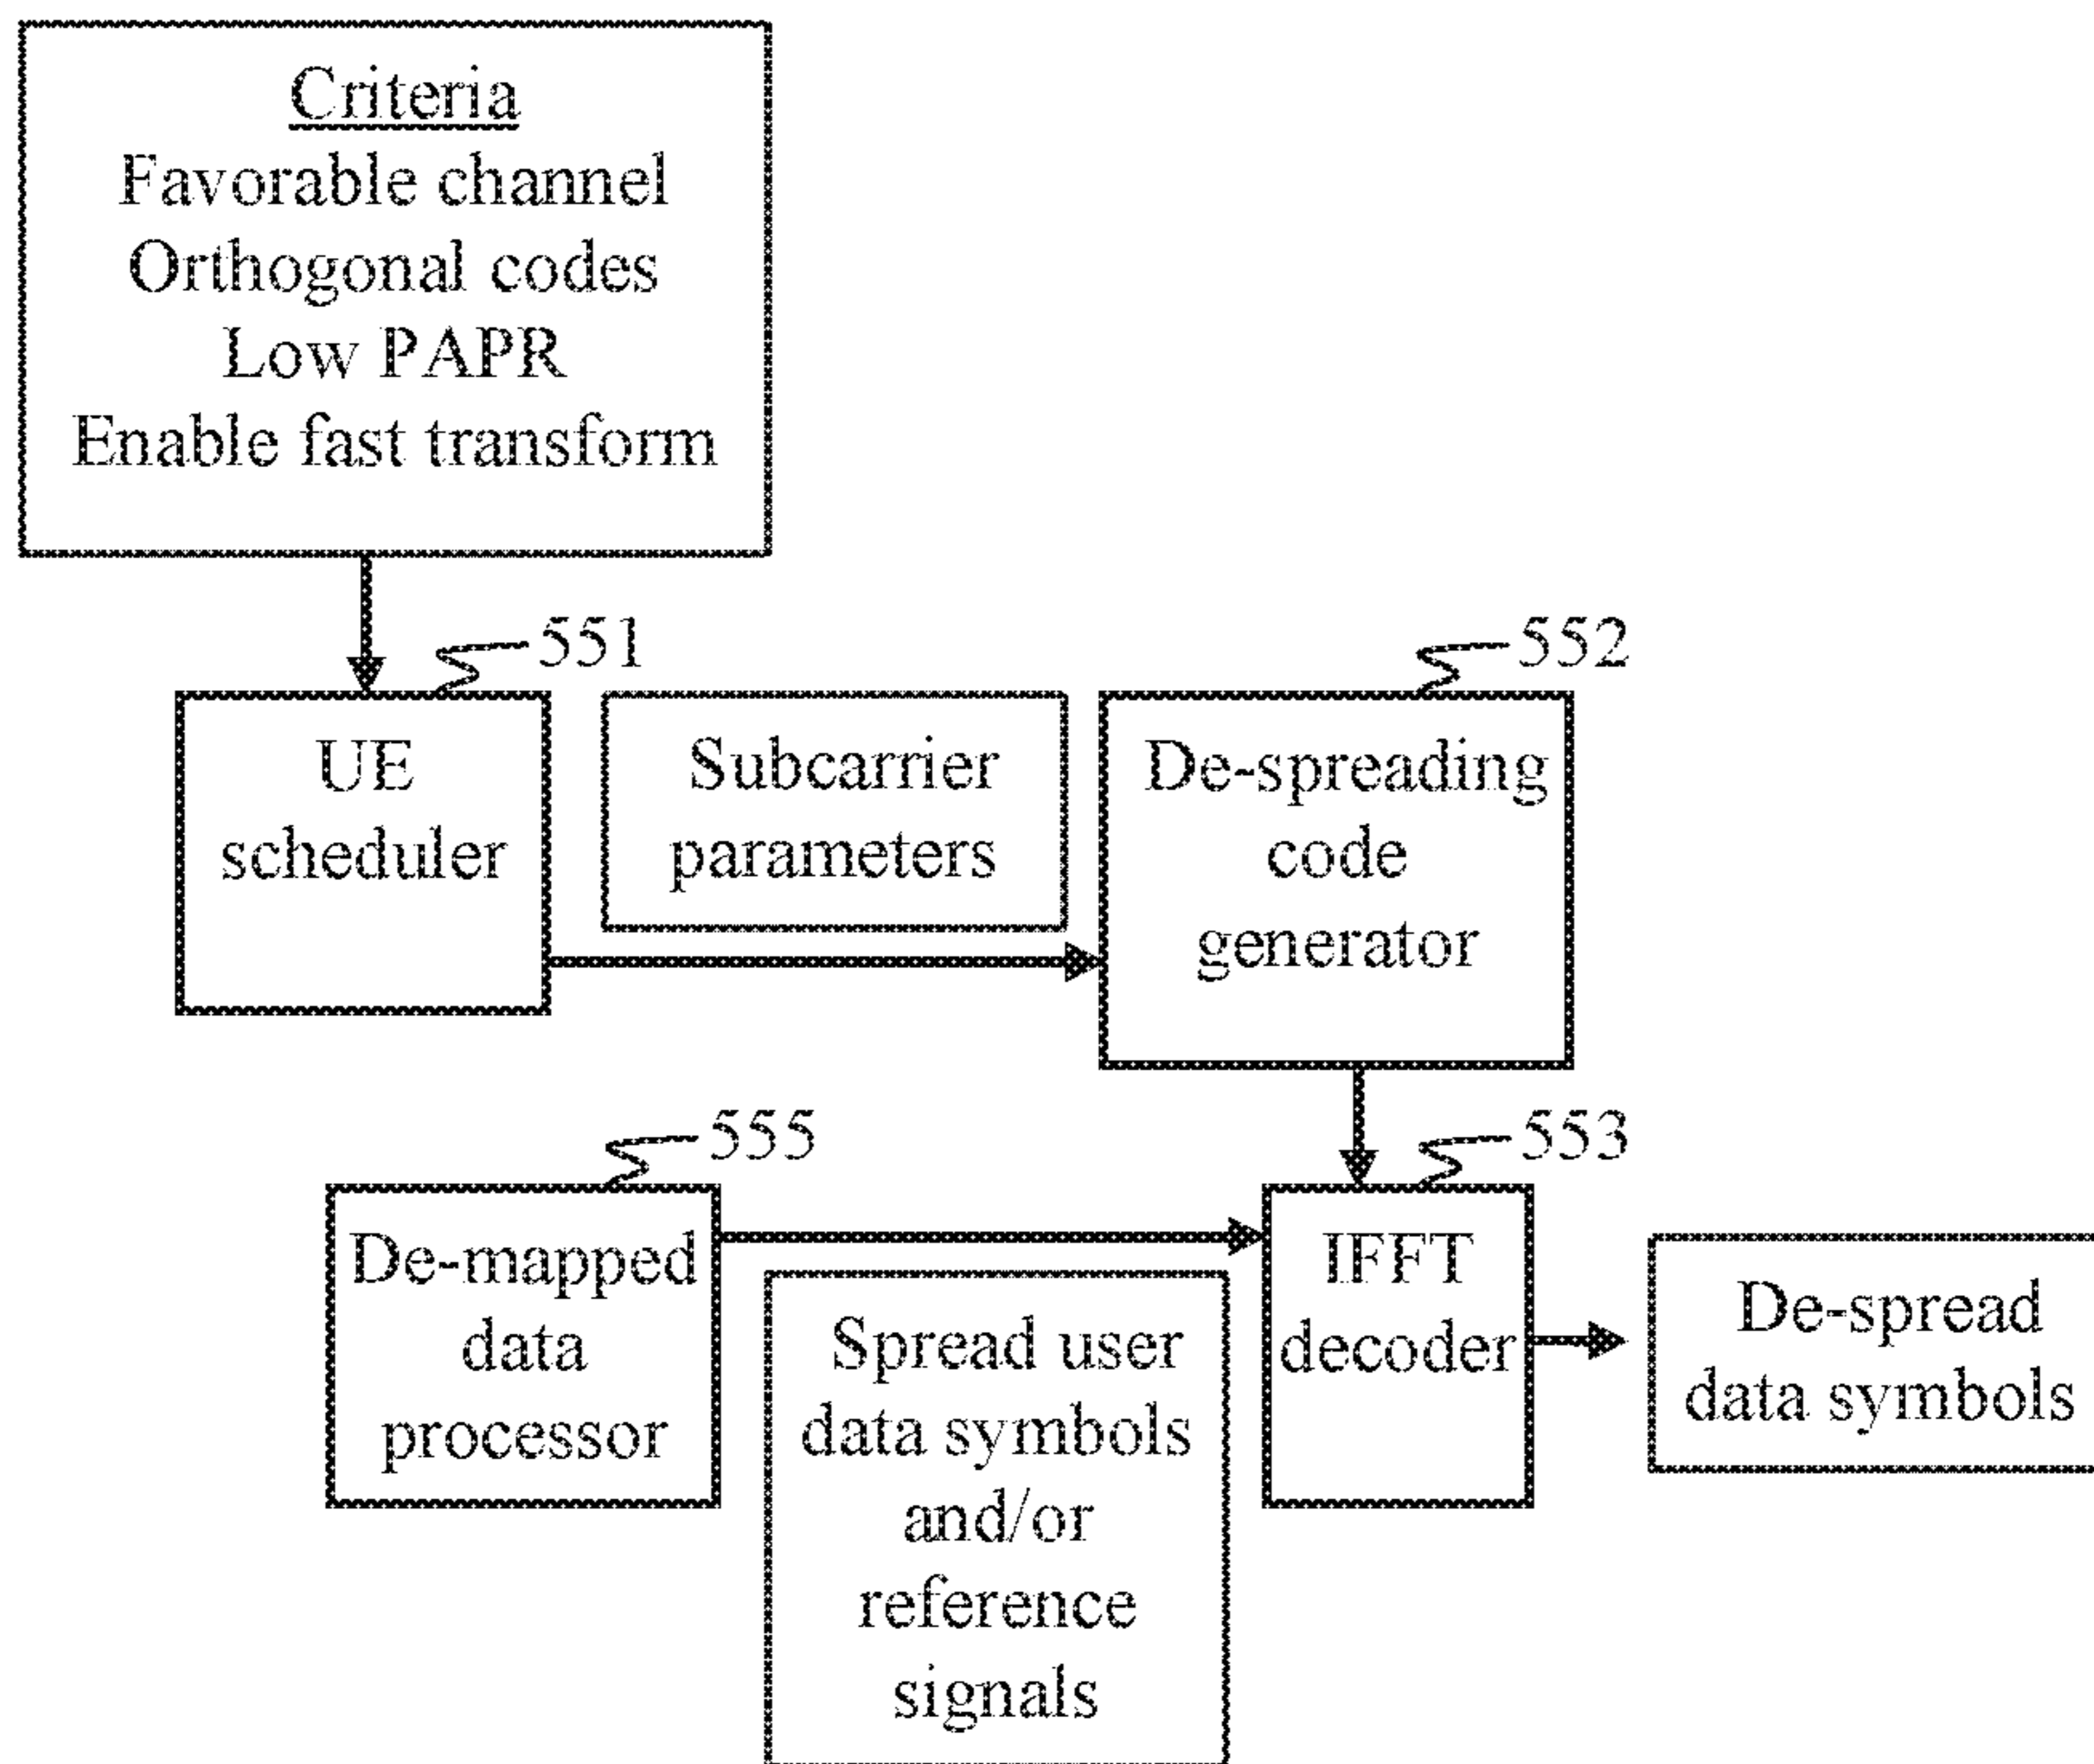 Criteria
Favorable channel
Orthogonal codes
Low PAPR
Enable fast transform
551
UE
scheduler
Subcarrier
parameters
552
De-spreading
code
generator
555
De-mapped
data
processor
Spread user
data symbols
and/or
reference
signals
553
IFFT
decoder
De-spread
data symbols